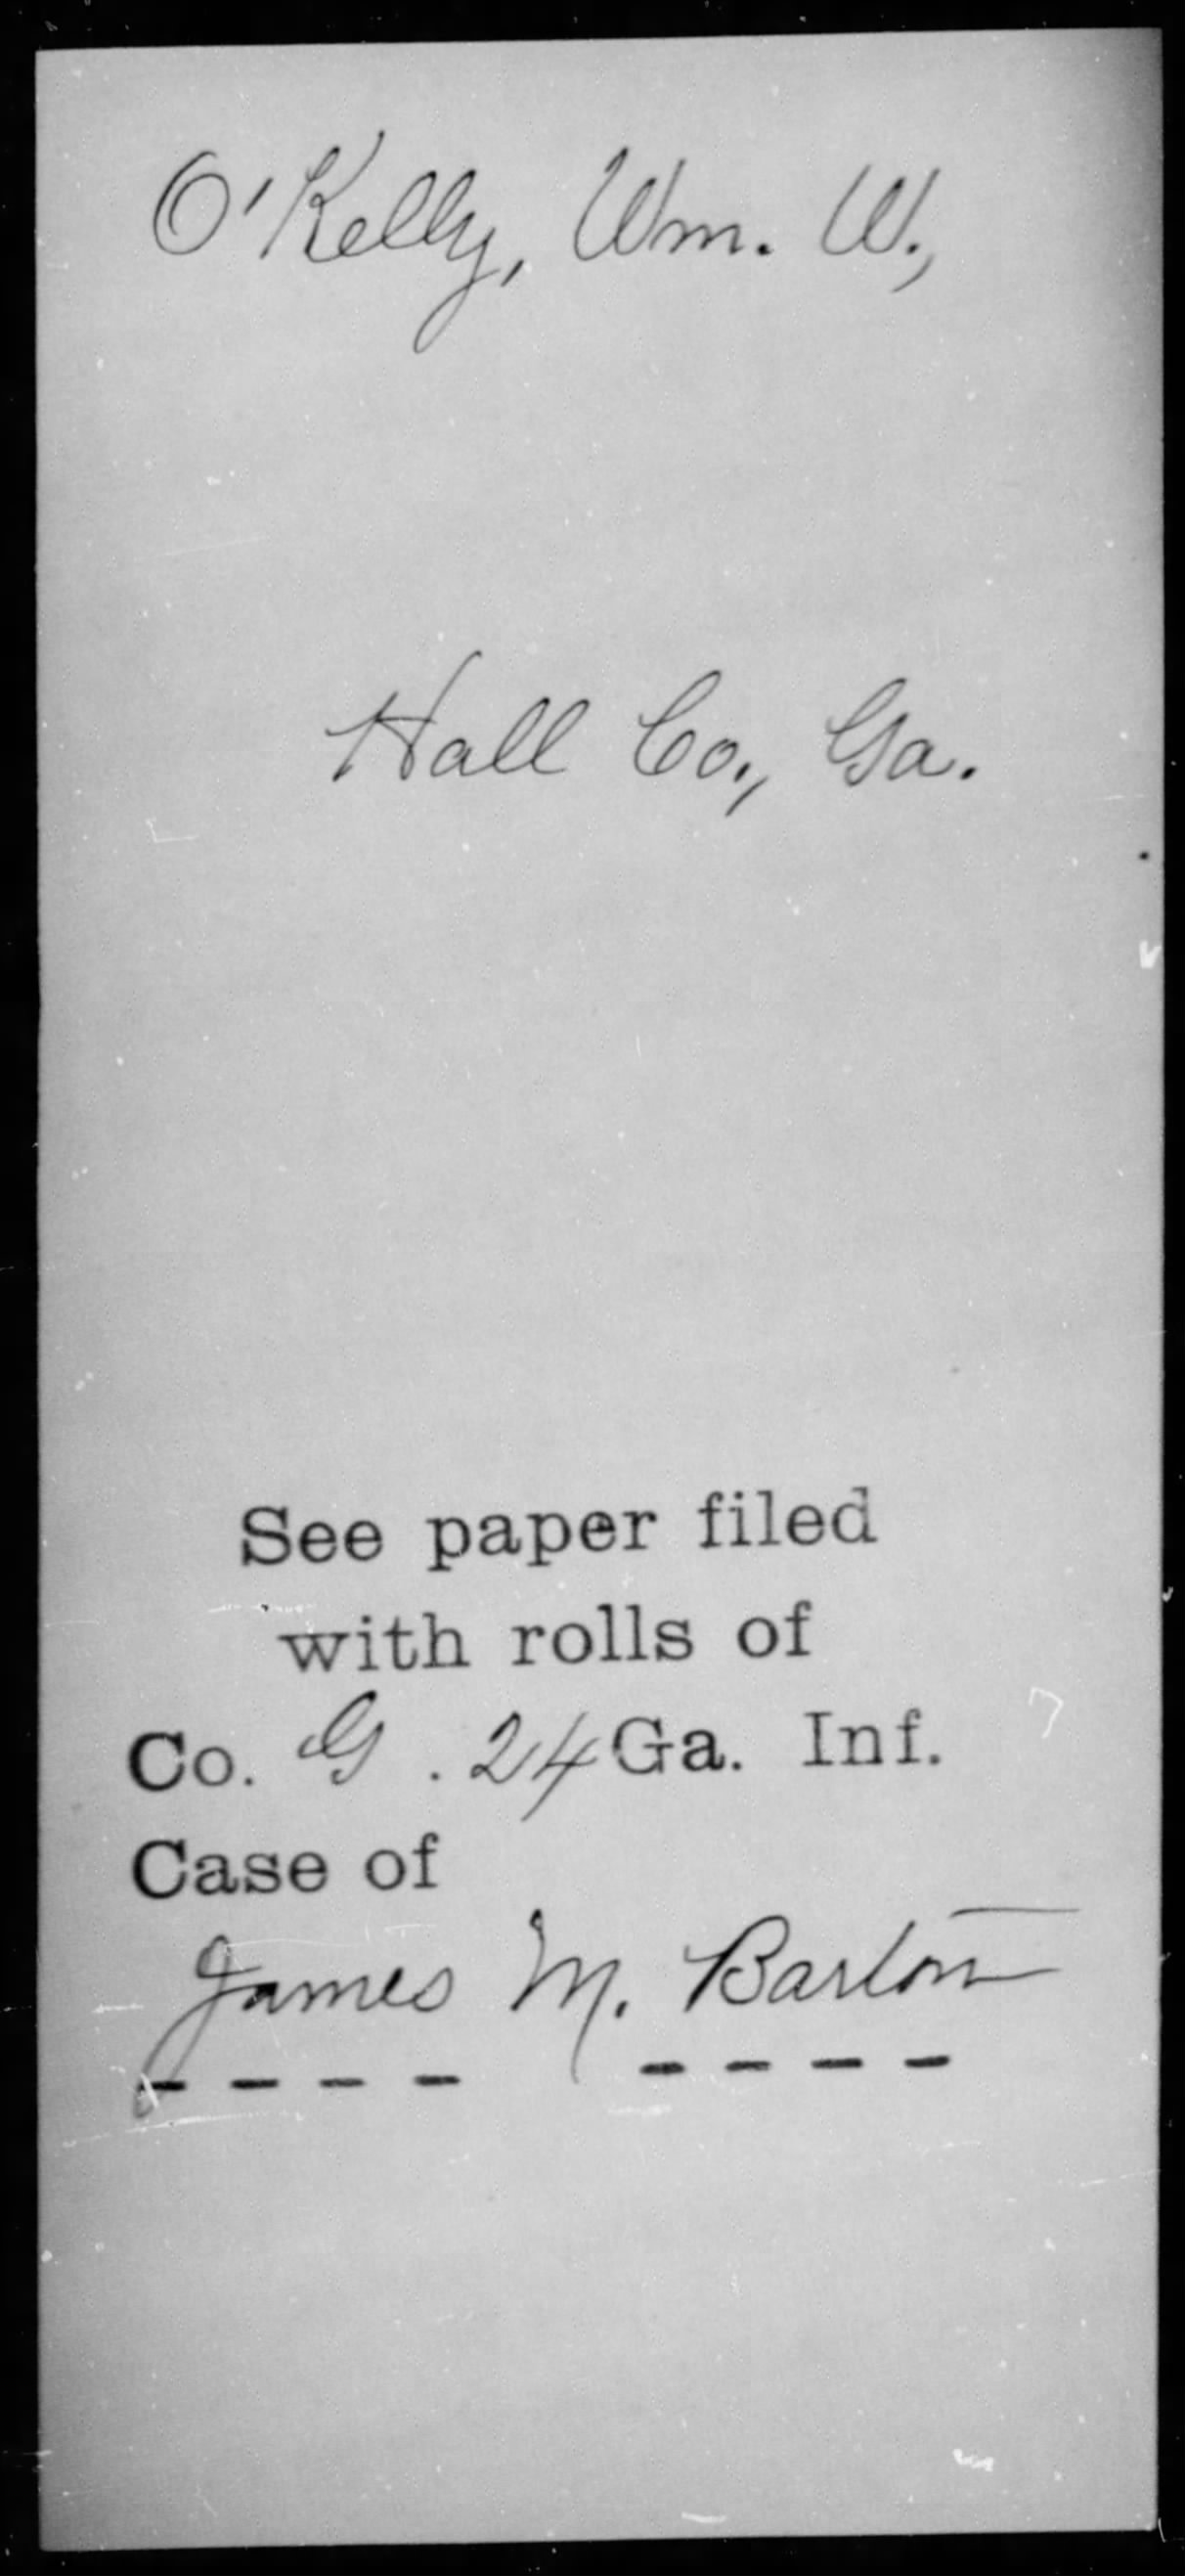 O'Kelly, Wm. W.,
Hall Co., Ga.
See paper filed
with rolls of
Co. G . 24 Ga. Inf.
Case of
James M. Barton